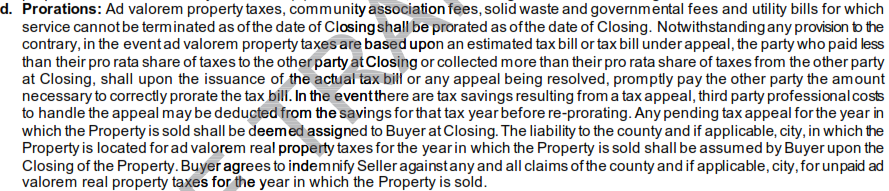 d. Prorations: Ad valorem property taxes, community association fees, solid waste and governmental fees and utility bills for which
service cannot be terminated as of the date of Closing shall be prorated as of the date of Closing. Notwithstanding any provision to the
contrary, in the event ad valorem property taxes are based upon an estimated tax bill or tax bill under appeal, the party who paid less
than their pro rata share of taxes to the other party at Closing or collected more than their pro rata share of taxes from the other party
at Closing, shall upon the issuance of the actual tax bill or any appeal being resolved, promptly pay the other party the amount
necessary to correctly prorate the tax bill. In the event there are tax savings resulting from a tax appeal, third party professional costs
to handle the appeal may be deducted from the savings for that tax year before re-prorating. Any pending tax appeal for the year in
which the Property is sold shall be deemed assigned to Buyer at Closing. The liability to the county and if applicable, city, in which the
Property is located for ad valorem real property taxes for the year in which the Property is sold shall be assumed by Buyer upon the
Closing of the Property. Buyer agrees to indemnify Seller against any and all claims of the county and if applicable, city, for unpaid ad
valorem real property taxes for the year in which the Property is sold.